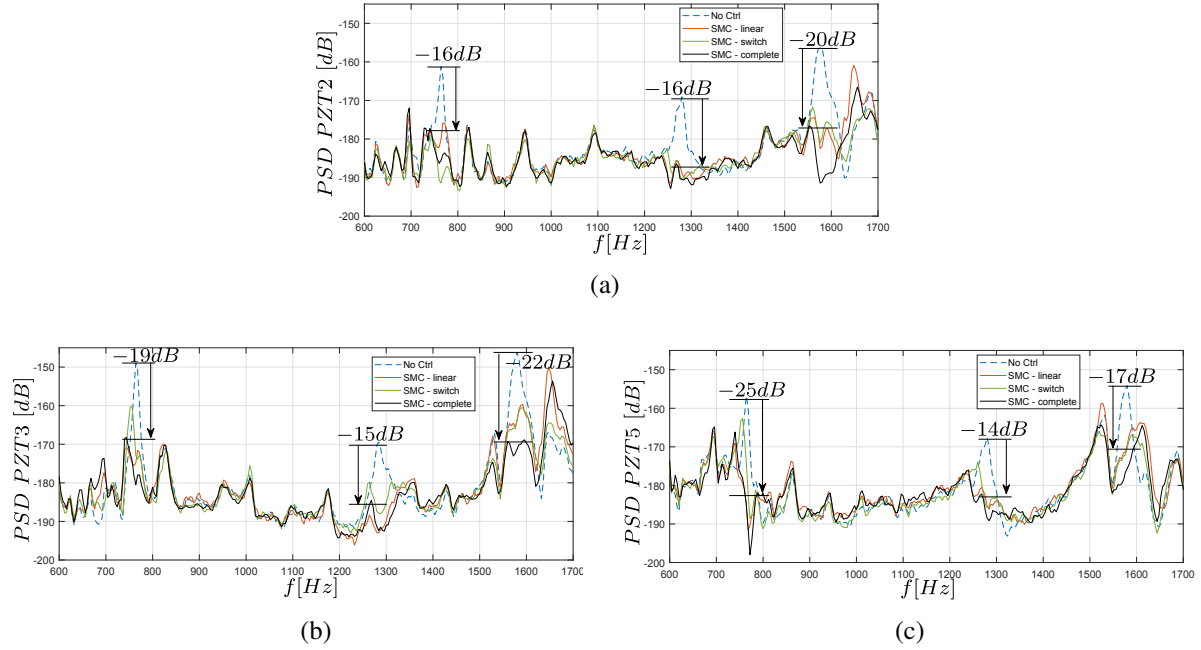 PSD PZT2 [dB]
-150
-160
-170
-180
-190
-200
No Ctrl
SMC - linear
SMC - switch
SMC - complete
−16dB
−16dB
−20dB
600 700 800 900 1000 1100 1200 1300 1400 1500 1600 1700
f[Hz]
(a)
PSD PZT3 [dB]
-150
-160
-170
-180
-190
-200
No Ctrl
SMC - linear
SMC - switch
SMC - complete
−19dB
−15dB
−22dB
600 700 800 900 1000 1100 1200 1300 1400 1500 1600 1700
f[Hz]
(b)
PSD PZT5 [dB]
-150
-160
-170
-180
-190
-200
No Ctrl
SMC - linear
SMC - switch
SMC - complete
−25dB
−14dB
−17dB
600 700 800 900 1000 1100 1200 1300 1400 1500 1600 1700
f[Hz]
(c)